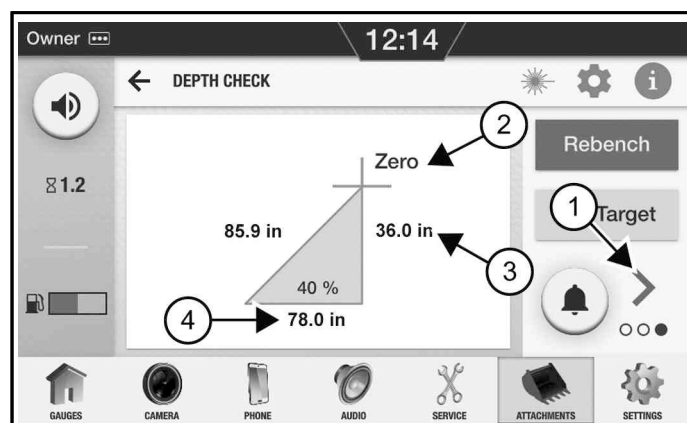 Owner
12:14
DEPTH CHECK
i
2
Zero
Rebench
1.2
1
Target
85.9 in
36.0 in
3
40 %
4
78.0 in
GAUGES
CAMERA
PHONE
AUDIO
SERVICE
ATTACHMENTS
SETTINGS